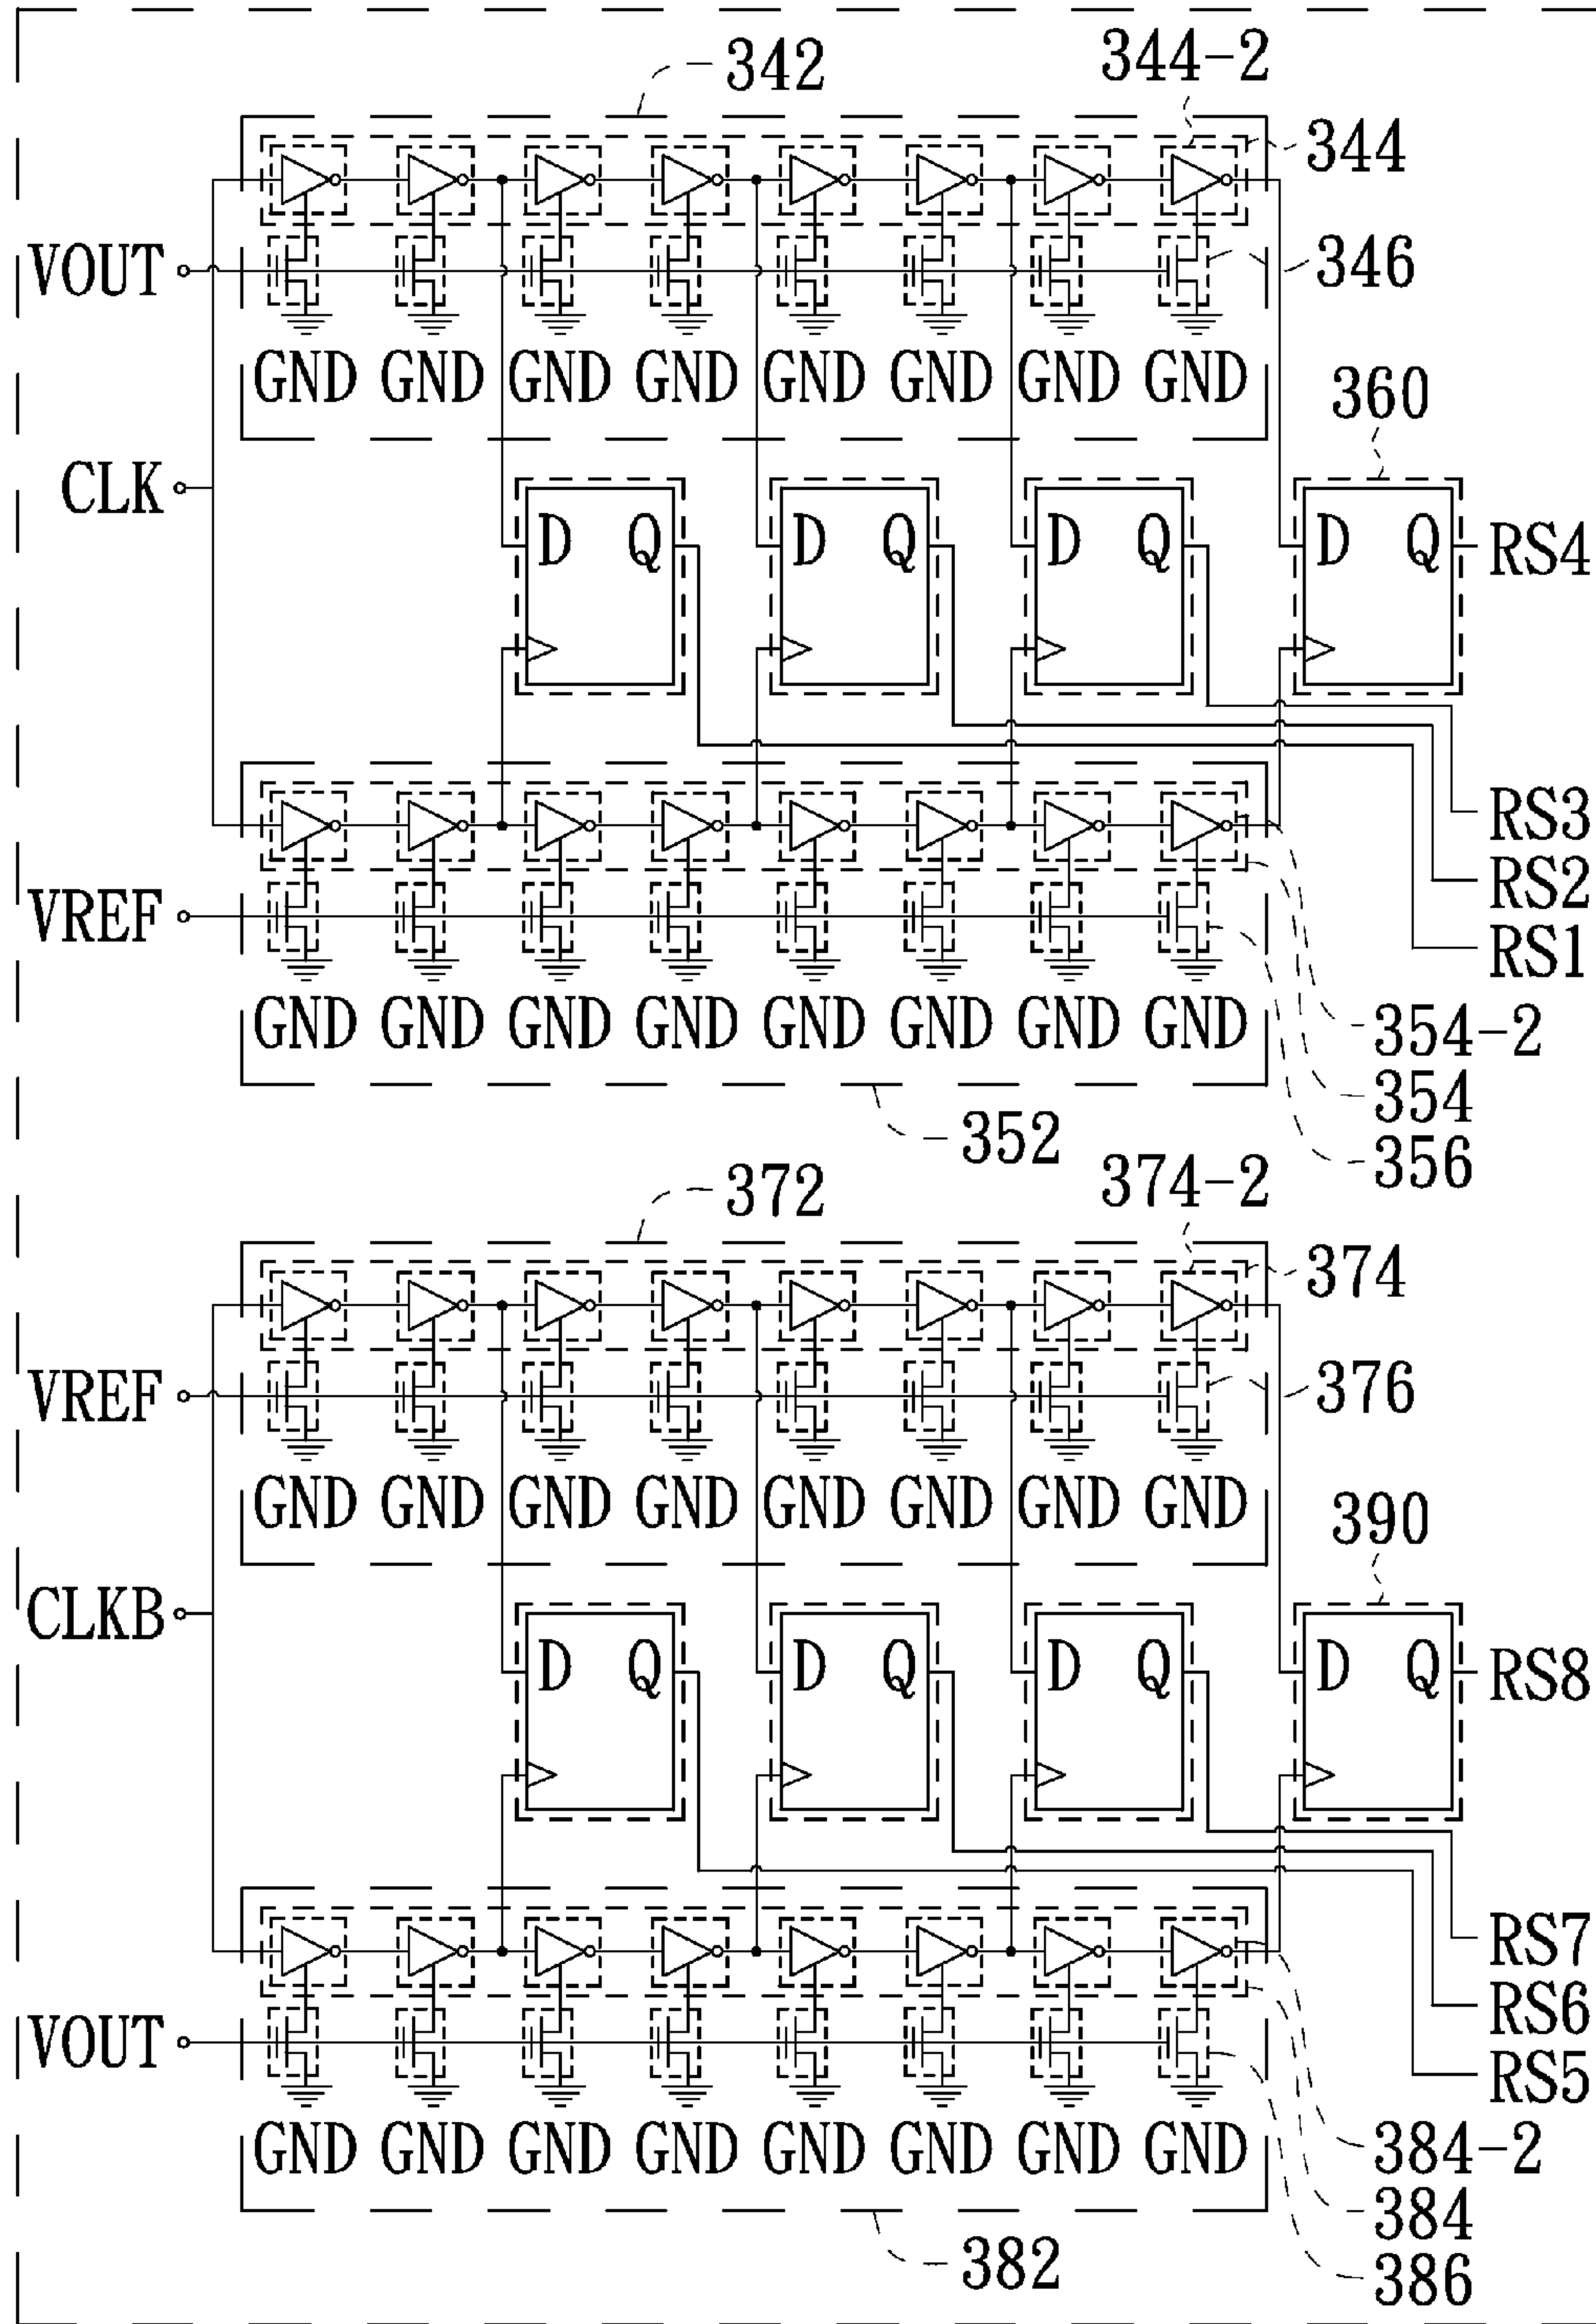 342
344-2
344
VOUT
346
GND GND GND GND GND GND GND GND
360
CLK
D Q D Q D Q D Q RS4
RS3
RS2
VREF
RS1
GND GND GND GND GND GND GND GND
354-2
354
352
356
372
374-2
374
VREF
376
GND GND GND GND GND GND GND GND
390
CLKB
D Q D Q D Q D Q RS8
RS7
RS6
VOUT
RS5
GND GND GND GND GND GND GND GND
384-2
384
382
386